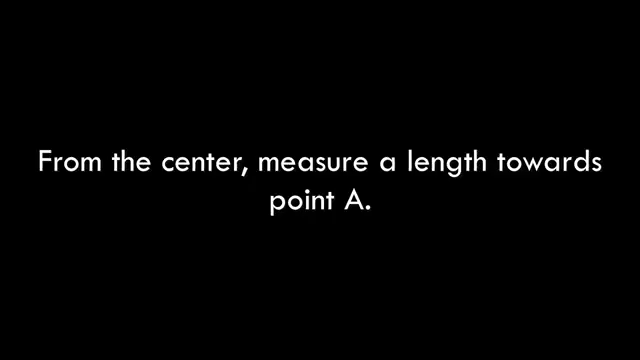 From the center, measure a length towards
point A.